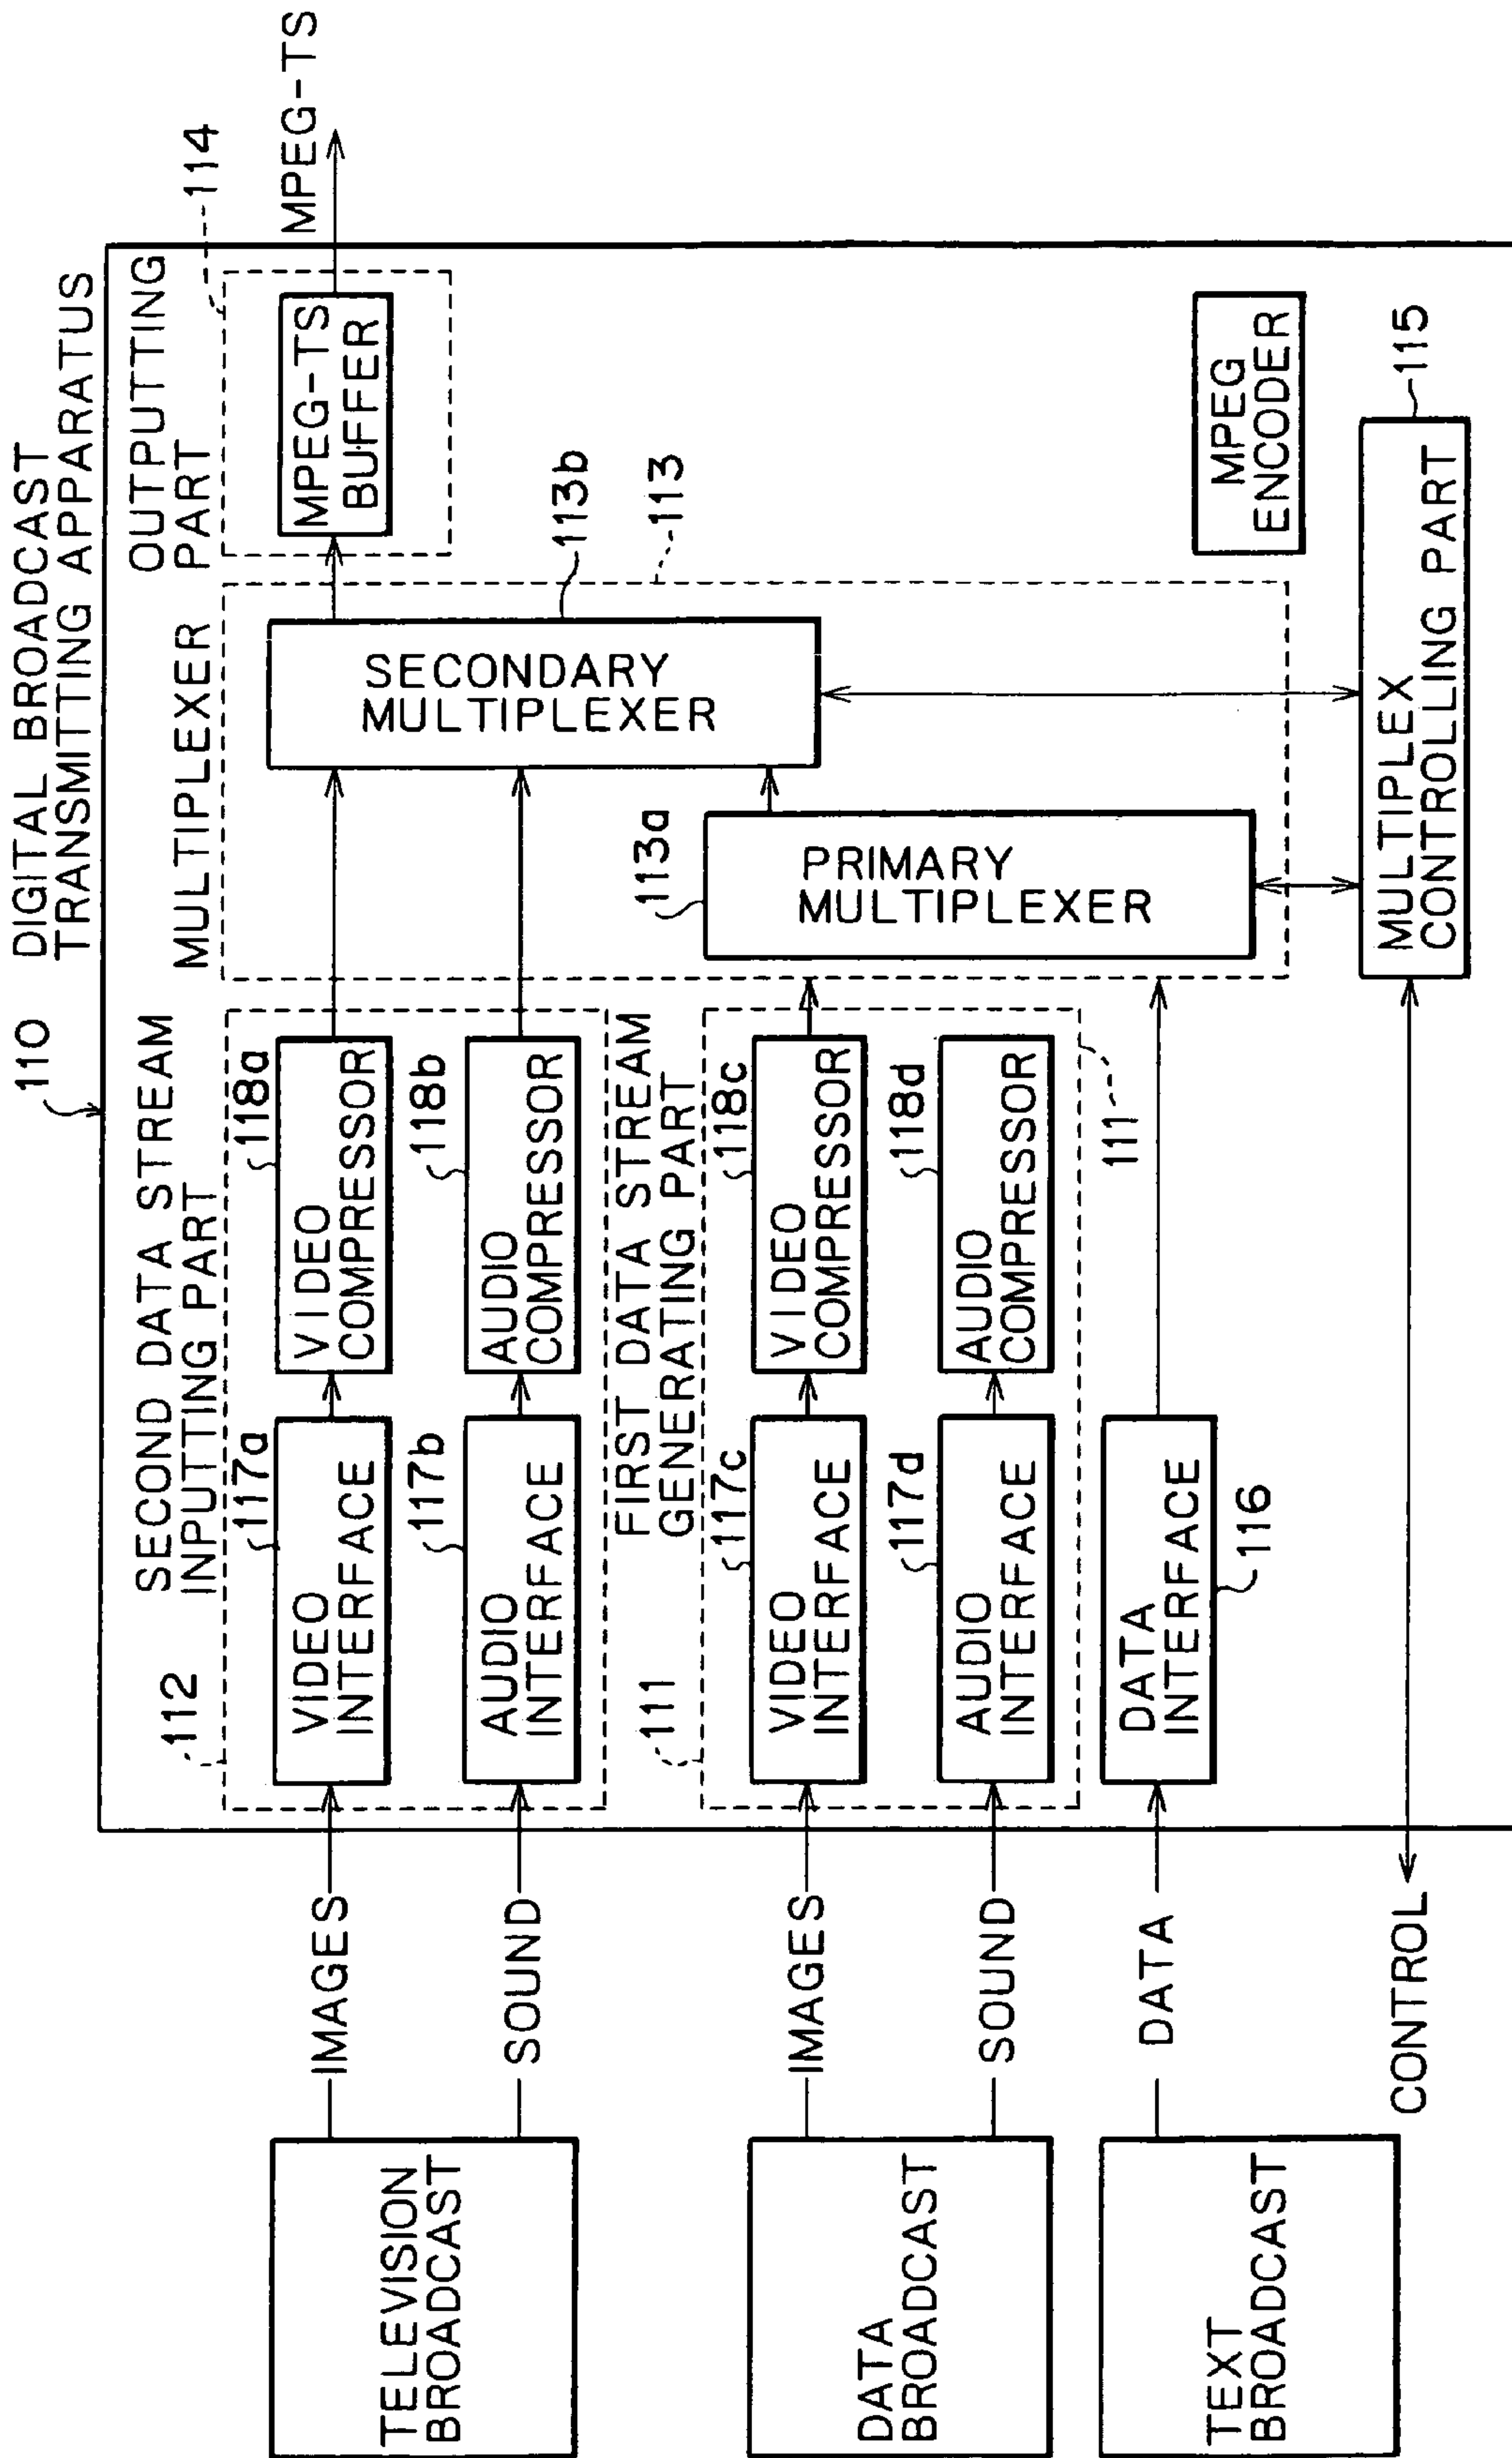 110
DIGITAL BROADCAST
TRANSMITTING APPARATUS
SECOND DATA STREAM
INPUTTING PART
MULTIPLEXER PART
OUTPUTTING
PART
114
112
117a
118a
TELEVISION
BROADCAST
IMAGES
VIDEO
INTERFACE
VIDEO
COMPRESSOR
MPEG-TS
BUFFER
MPEG-TS
SECONDARY
MULTIPLEXER
113b
117b
118b
SOUND
AUDIO
INTERFACE
AUDIO
COMPRESSOR
113
FIRST DATA STREAM
GENERATING PART
111
117c
118c
113a
DATA
BROADCAST
IMAGES
VIDEO
INTERFACE
VIDEO
COMPRESSOR
PRIMARY
MULTIPLEXER
117d
118d
SOUND
AUDIO
INTERFACE
AUDIO
COMPRESSOR
111
TEXT
BROADCAST
DATA
DATA
INTERFACE
116
MPEG
ENCODER
CONTROL
MULTIPLEX
CONTROLLING PART
115